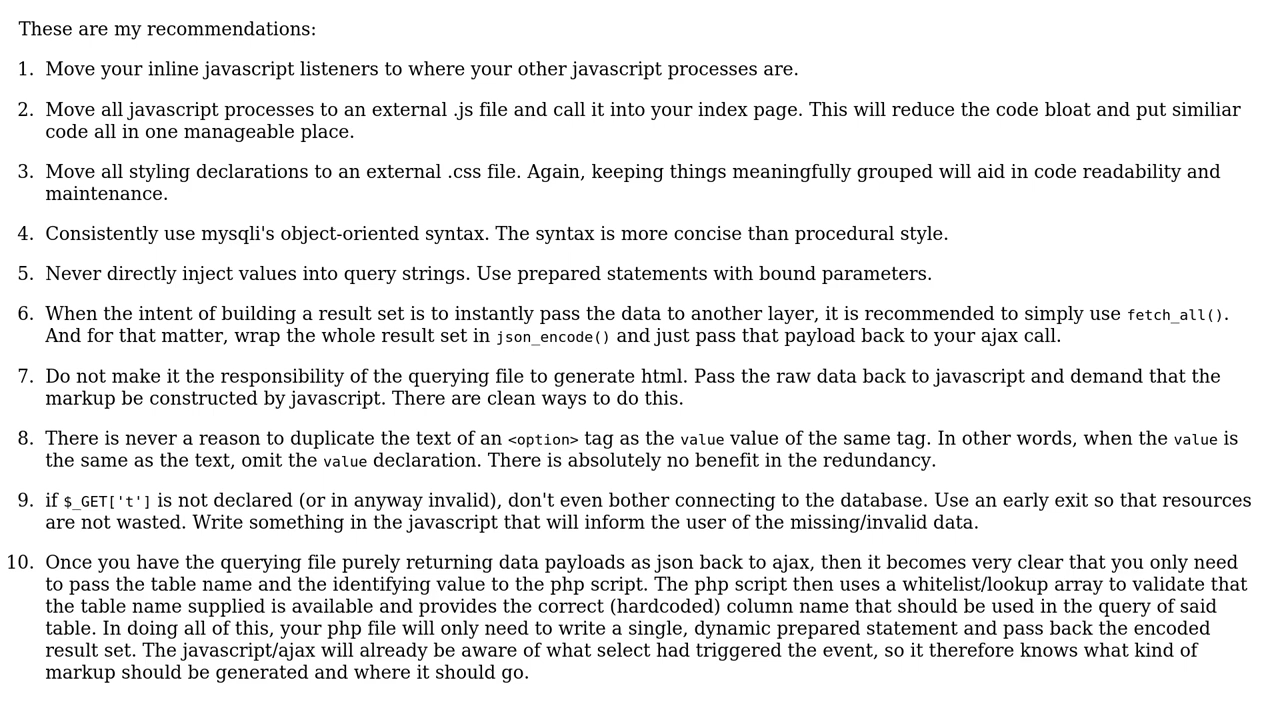 These are my recommendations:
1. Move your inline javascript listeners to where your other javascript processes are.
2. Move all javascript processes to an external .js file and call it into your index page. This will reduce the code bloat and put similiar
code all in one manageable place.
3. Move all styling declarations to an external .css file. Again, keeping things meaningfully grouped will aid in code readability and
maintenance.
4. Consistently use mysqli's object-oriented syntax. The syntax is more concise than procedural style.
5. Never directly inject values into query strings. Use prepared statements with bound parameters.
6. When the intent of building a result set is to instantly pass the data to another layer, it is recommended to simply use fetch_all().
And for that matter, wrap the whole result set in json_encode() and just pass that payload back to your ajax call.
7. Do not make it the responsibility of the querying file to generate html. Pass the raw data back to javascript and demand that the
markup be constructed by javascript. There are clean ways to do this.
8. There is never a reason to duplicate the text of an <option> tag as the value value of the same tag. In other words, when the value is
the same as the text, omit the value declaration. There is absolutely no benefit in the redundancy.
9. if $_GET['t'] is not declared (or in anyway invalid), don't even bother connecting to the database. Use an early exit so that resources
are not wasted. Write something in the javascript that will inform the user of the missing/invalid data.
10. Once you have the querying file purely returning data payloads as json back to ajax, then it becomes very clear that you only need
to pass the table name and the identifying value to the php script. The php script then uses a whitelist/lookup array to validate that
the table name supplied is available and provides the correct (hardcoded) column name that should be used in the query of said
table. In doing all of this, your php file will only need to write a single, dynamic prepared statement and pass back the encoded
result set. The javascript/ajax will already be aware of what select had triggered the event, so it therefore knows what kind of
markup should be generated and where it should go.